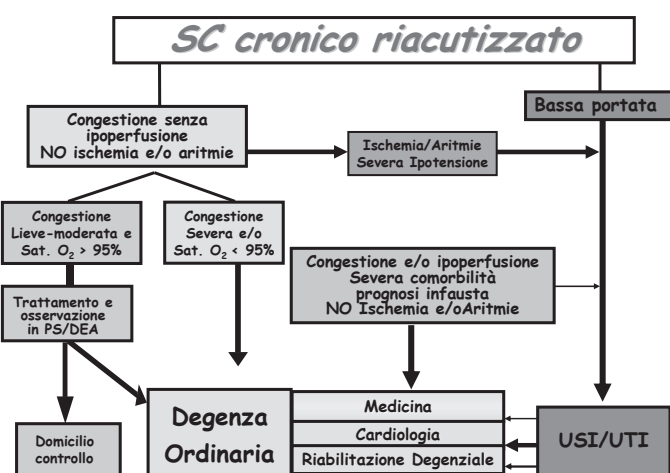 SC cronico riacutizzato
Bassa portata
Congestione senza
ipoperfusione
NO ischemia e/o aritmie
Ischemia/Aritmie
Severa Ipotensione
Congestione
Lieve-moderata e
Sat. O₂ > 95%
Congestione
Severa e/o
Sat. O₂ < 95%
Congestione e/o ipoperfusione
Severa comorbilità
prognosi infausta
NO Ischemia e/oAritmie
Trattamento e
osservazione
in PS/DEA
Domicilio
controllo
Degenza
Ordinaria
Medicina
Cardiologia
Riabilitazione Degenziale
USI/UTI